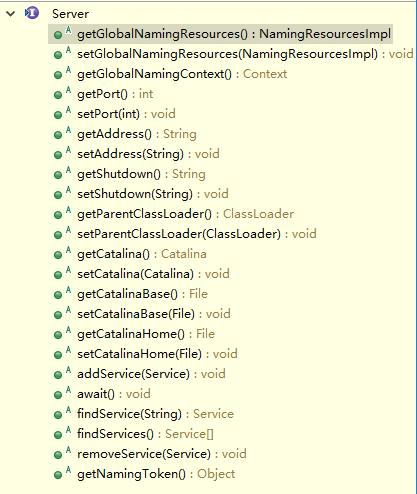 Server
getGlobalNamingResources() : NamingResourcesImpl
setGlobalNamingResources(NamingResourcesImpl) : void
getGlobalNamingContext() : Context
getPort() : int
setPort(int) : void
getAddress() : String
setAddress(String) : void
getShutdown() : String
setShutdown(String) : void
getParentClassLoader() : ClassLoader
setParentClassLoader(ClassLoader) : void
getCatalina() : Catalina
setCatalina(Catalina) : void
getCatalinaBase() : File
setCatalinaBase(File) : void
getCatalinaHome() : File
setCatalinaHome(File) : void
addService(Service) : void
await() : void
findService(String) : Service
findServices() : Service[]
removeService(Service) : void
getNamingToken() : Object